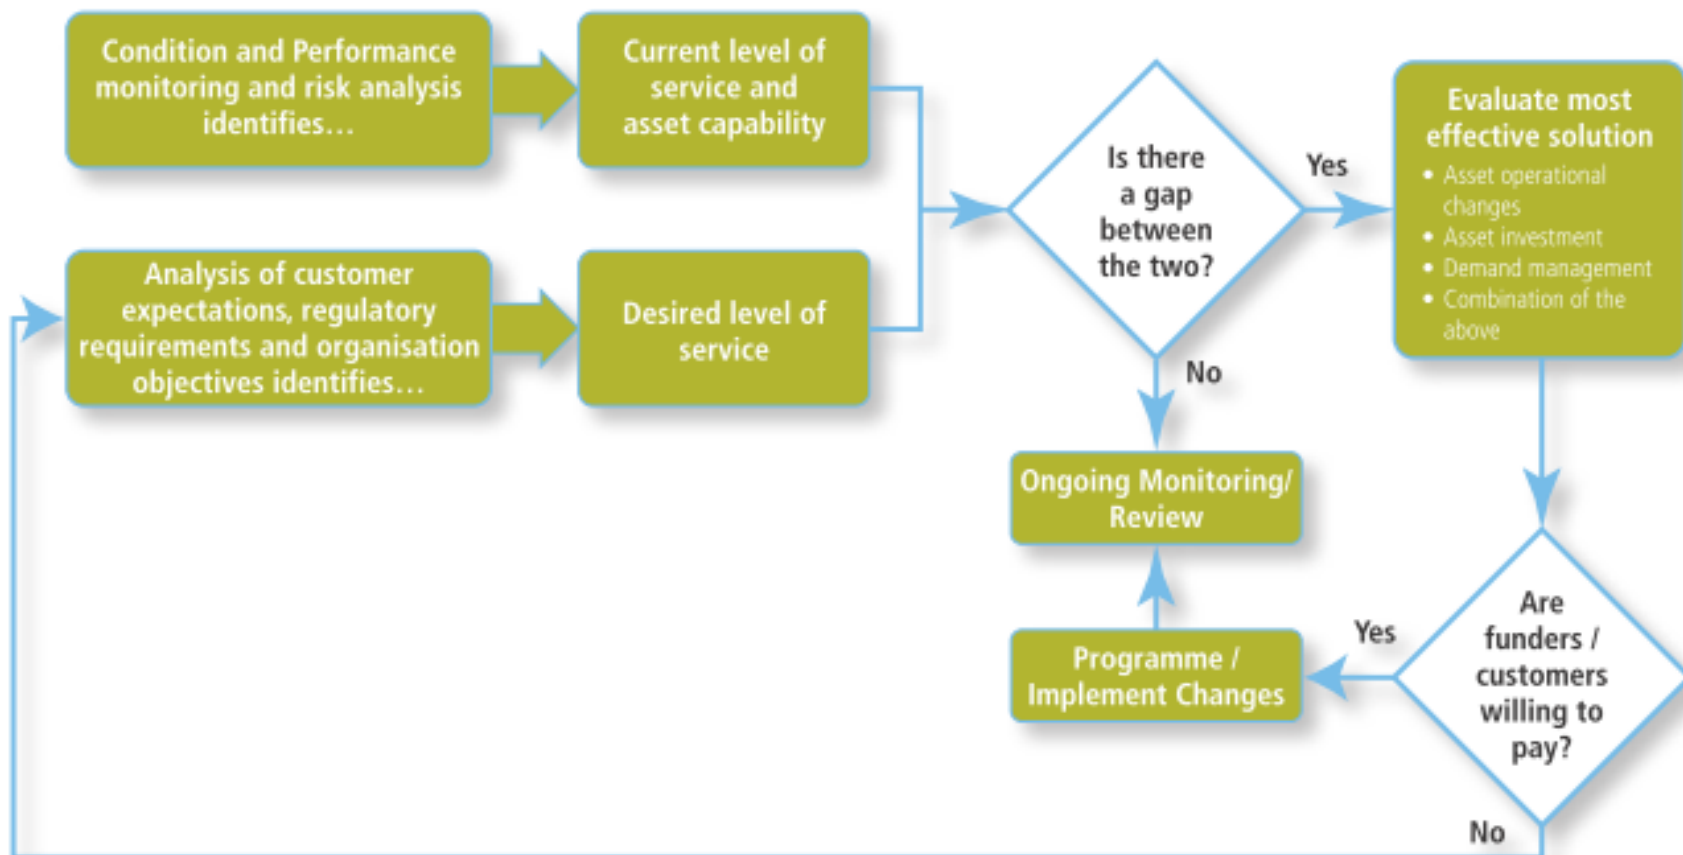 Condition and Performance
monitoring and risk analysis
identifies...
Current level of
service and
asset capability
Is there
a gap
between
the two?
Yes
Evaluate most
effective solution
• Asset operational
changes
• Asset investment
• Demand management
• Combination of the
above
Analysis of customer
expectations, regulatory
requirements and organisation
objectives identifies...
Desired level of
service
No
Ongoing Monitoring/
Review
Programme /
Implement Changes
Yes
Are
funders /
customers
willing to
pay?
No